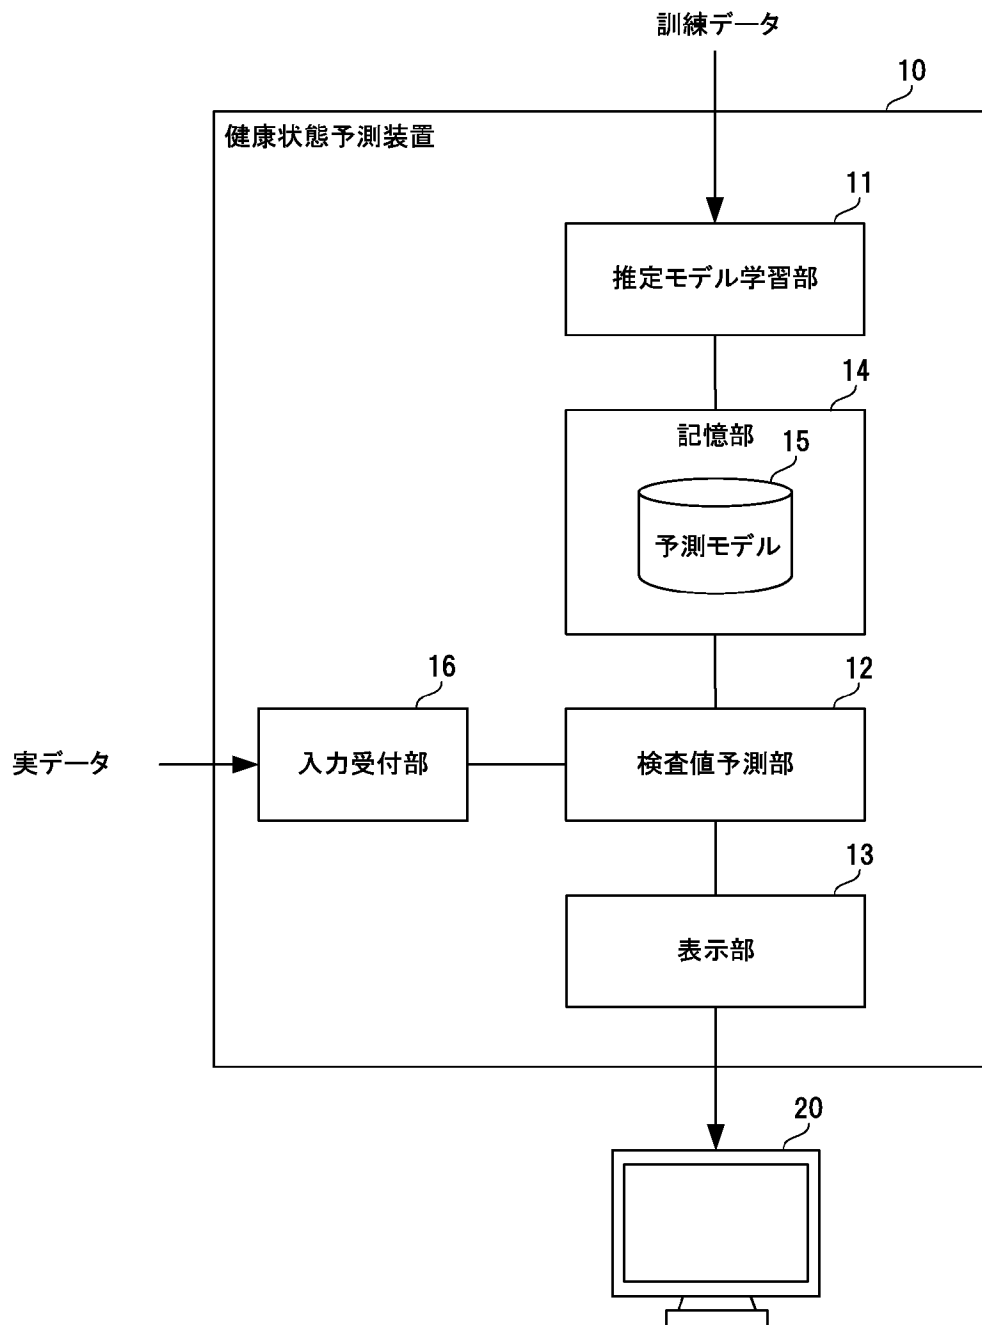 訓練データ
10
健康状態予測装置
11
推定モデル学習部
14
記憶部
15
予測モデル
16
12
実データ
入力受付部
検査値予測部
13
表示部
20